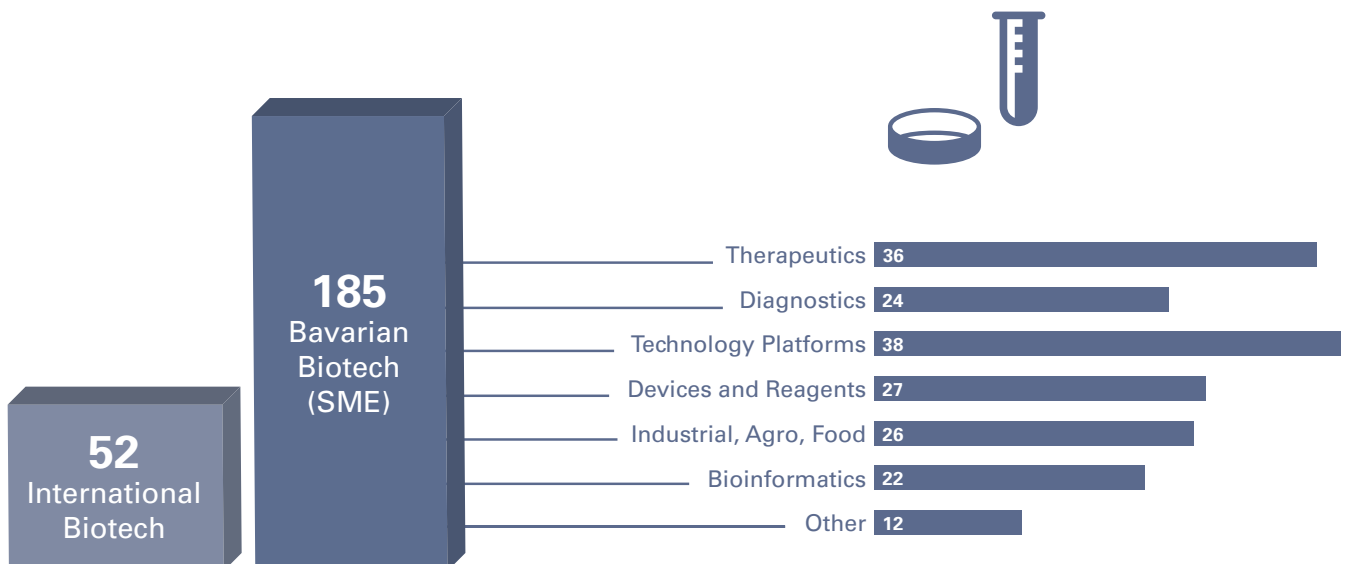 185
Bavarian
Biotech
(SME)
52
International
Biotech
Therapeutics 36
Diagnostics 24
Technology Platforms 38
Devices and Reagents 27
Industrial, Agro, Food 26
Bioinformatics 22
Other 12